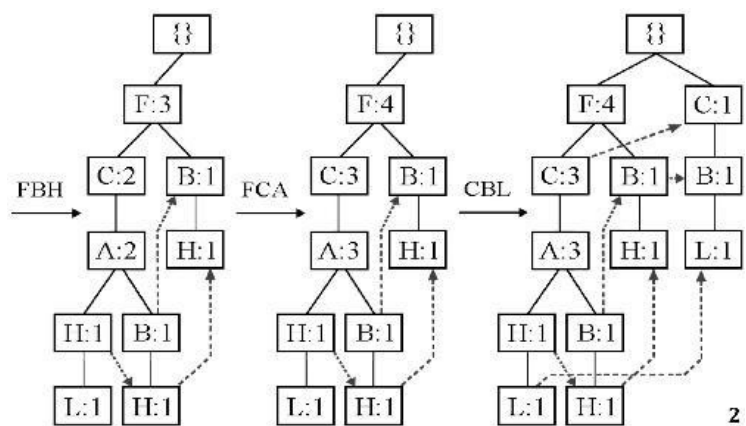 {} {} {}
F:3 F:4 F:4 C:1
FBH C:2 B:1 FCA C:3 B:1 CBL C:3 B:1 B:1
A:2 H:1 A:3 H:1 A:3 H:1 L:1
H:1 B:1 H:1 B:1 H:1 B:1
L:1 H:1 L:1 H:1 L:1 H:1
2